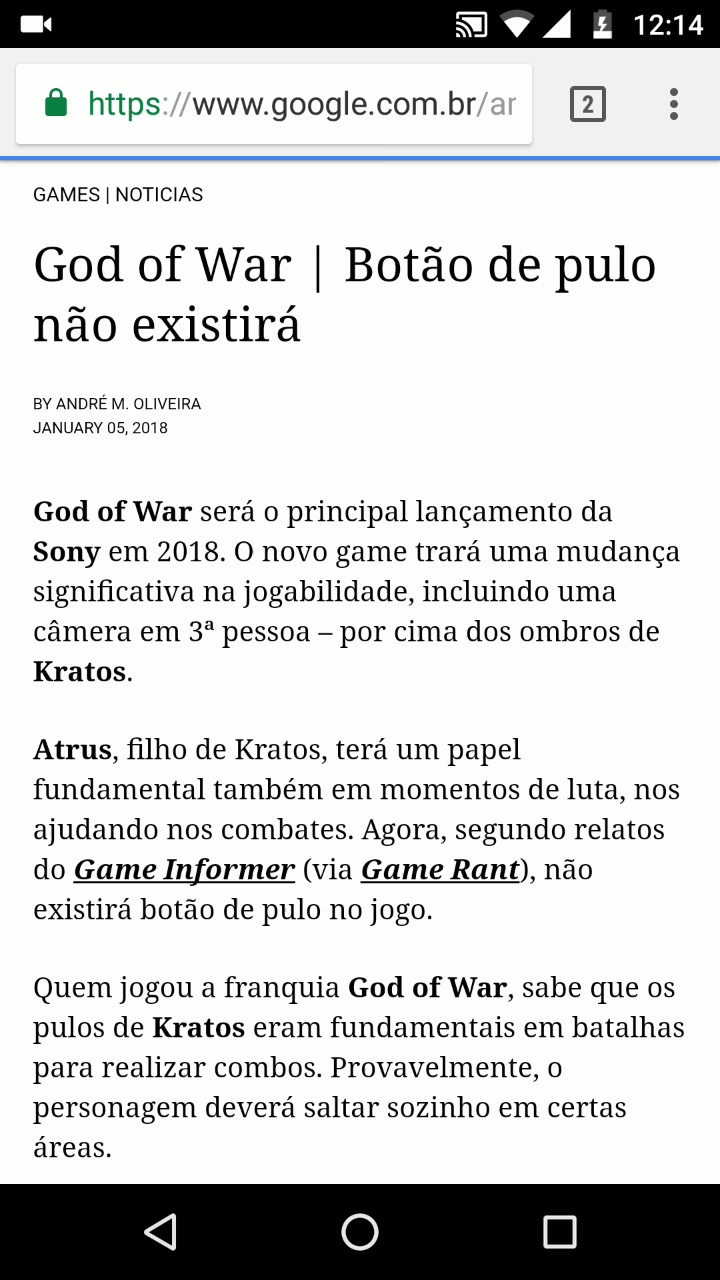 12:14
https://www.google.com.br/ar
2
GAMES | NOTICIAS
God of War | Botão de pulo
não existirá
BY ANDRÉ M. OLIVEIRA
JANUARY 05, 2018
God of War será o principal lançamento da
Sony em 2018. O novo game trará uma mudança
significativa na jogabilidade, incluindo uma
câmera em 3ª pessoa – por cima dos ombros de
Kratos.
Atrus, filho de Kratos, terá um papel
fundamental também em momentos de luta, nos
ajudando nos combates. Agora, segundo relatos
do Game Informer (via Game Rant), não
existirá botão de pulo no jogo.
Quem jogou a franquia God of War, sabe que os
pulos de Kratos eram fundamentais em batalhas
para realizar combos. Provavelmente, o
personagem deverá saltar sozinho em certas
áreas.